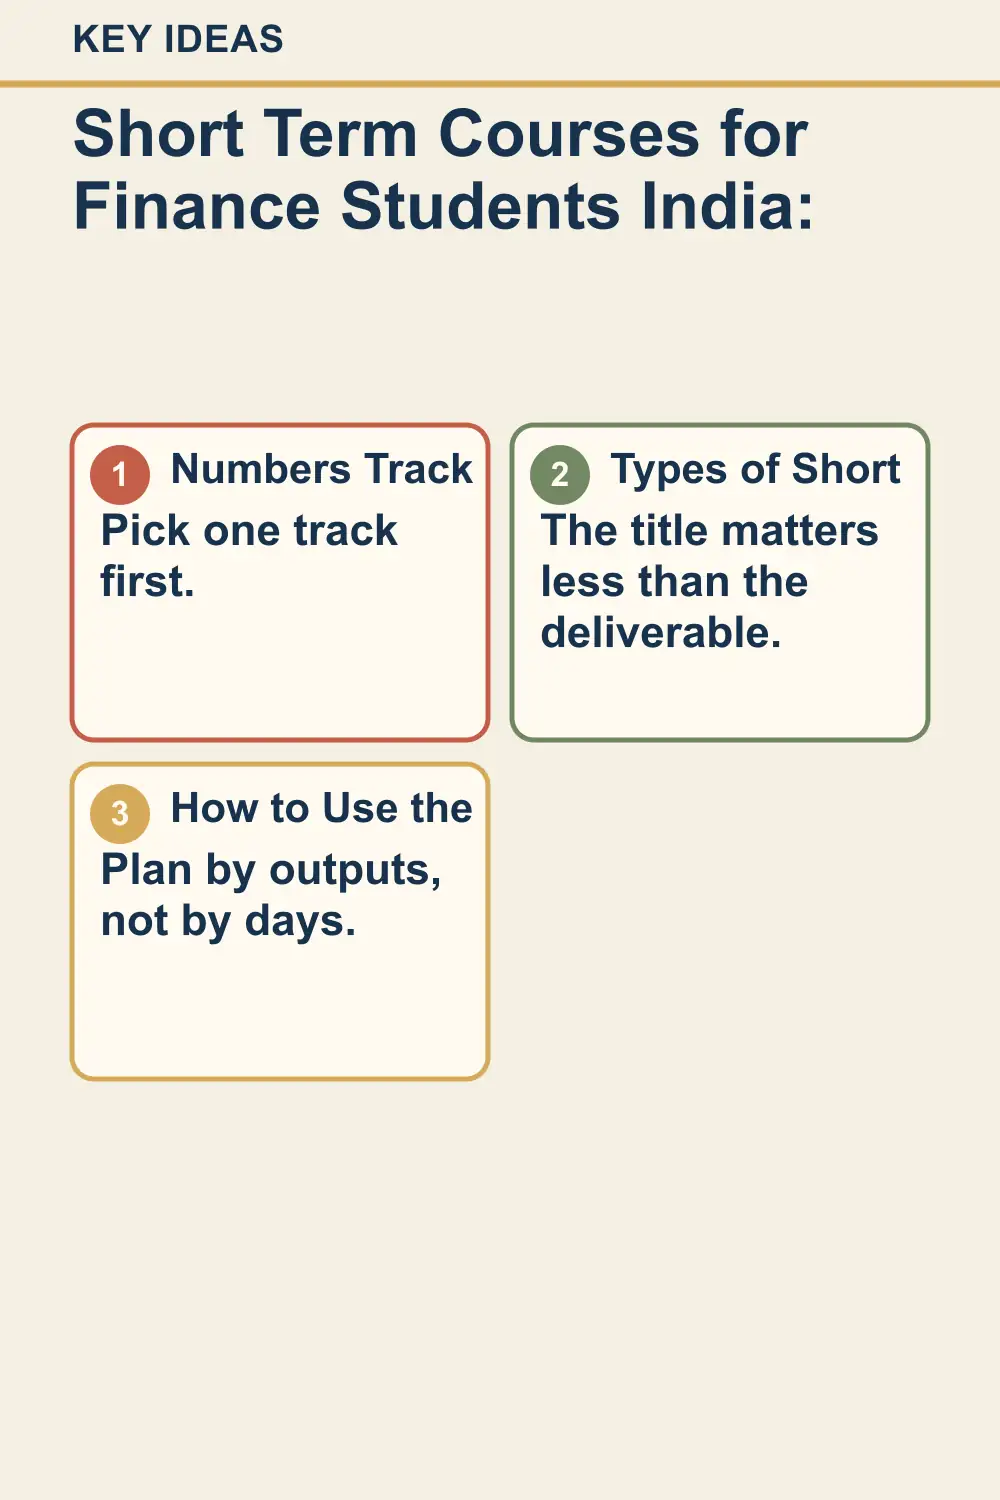 KEY IDEAS
Short Term Courses for
Finance Students India:
1 Numbers Track
Pick one track
first.
2 Types of Short
The title matters
less than the
deliverable.
3 How to Use the
Plan by outputs,
not by days.